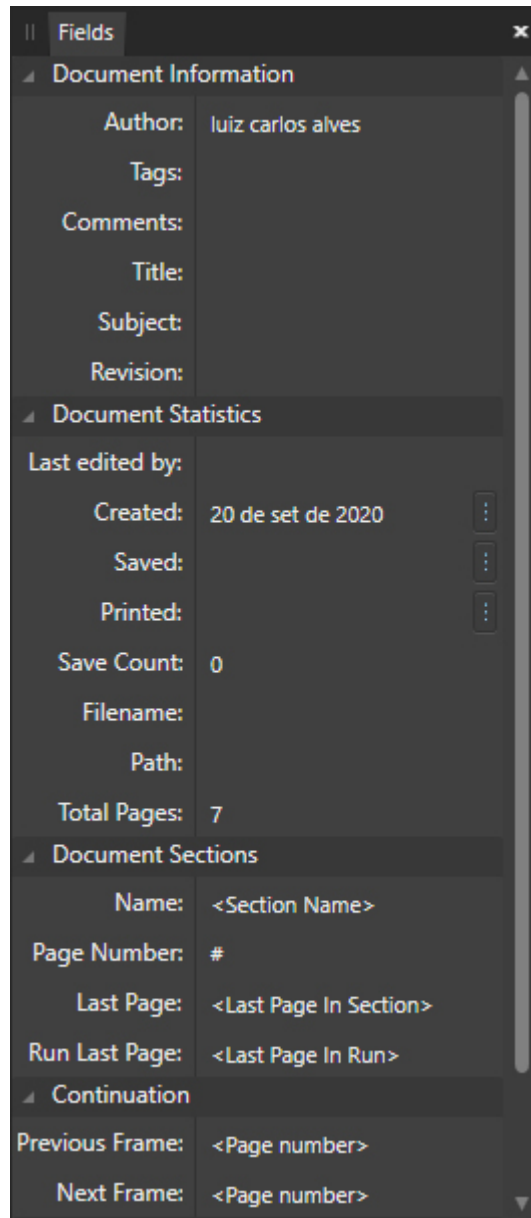 Fields
Document Information
Author: luiz carlos alves
Tags:
Comments:
Title:
Subject:
Revision:
Document Statistics
Last edited by:
Created: 20 de set de 2020
Saved:
Printed:
Save Count: 0
Filename:
Path:
Total Pages: 7
Document Sections
Name: <Section Name>
Page Number: #
Last Page: <Last Page In Section>
Run Last Page: <Last Page In Run>
Continuation
Previous Frame: <Page number>
Next Frame: <Page number>